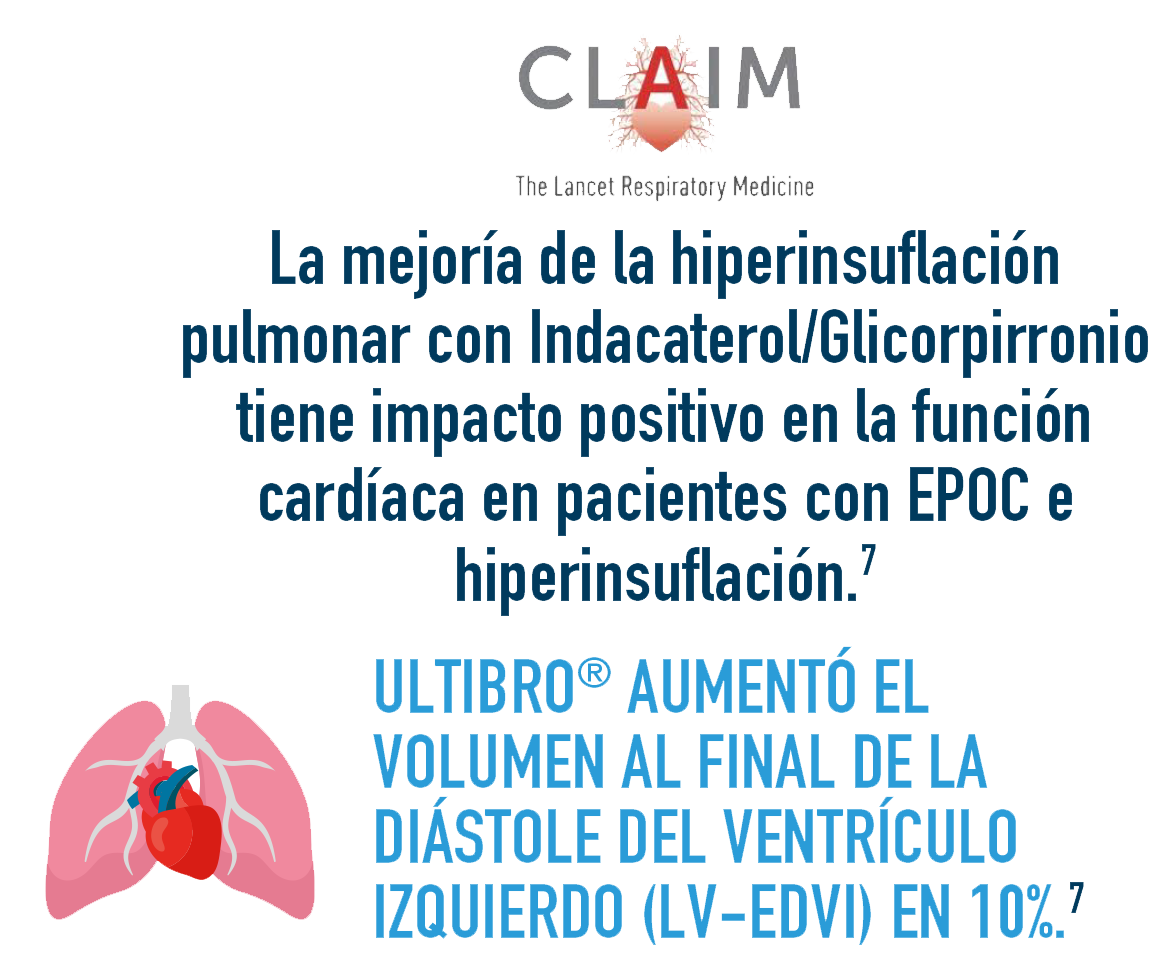 CLAIM
The Lancet Respiratory Medicine
La mejoría de la hiperinsuflación
pulmonar con Indacaterol/Glicorpirronio
tiene impacto positivo en la función
cardíaca en pacientes con EPOC e
hiperinsuflación.⁷
ULTIBRO® AUMENTÓ EL
VOLUMEN AL FINAL DE LA
DIÁSTOLE DEL VENTRÍCULO
IZQUIERDO (LV-EDVI) EN 10%.⁷